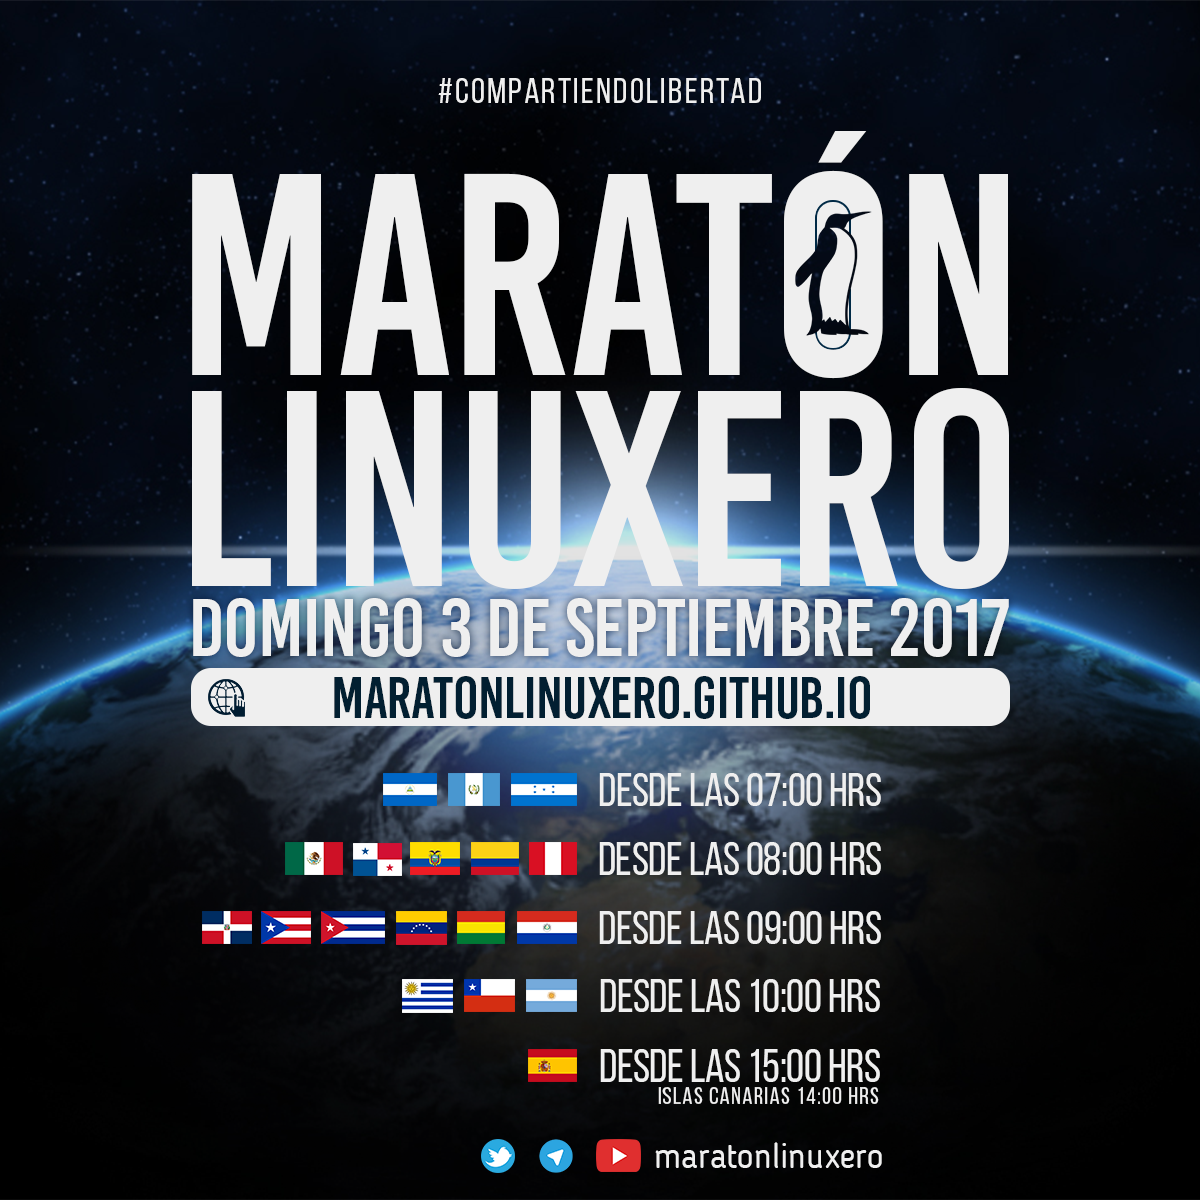 #COMPARTIENDOLIBERTAD
MARATÓN
LINUXERO
DOMINGO 3 DE SEPTIEMBRE 2017
MARATONLINUXERO.GITHUB.IO
DESDE LAS 07:00 HRS
DESDE LAS 08:00 HRS
DESDE LAS 09:00 HRS
DESDE LAS 10:00 HRS
DESDE LAS 15:00 HRS
ISLAS CANARIAS 14:00 HRS
maratonlinuxero